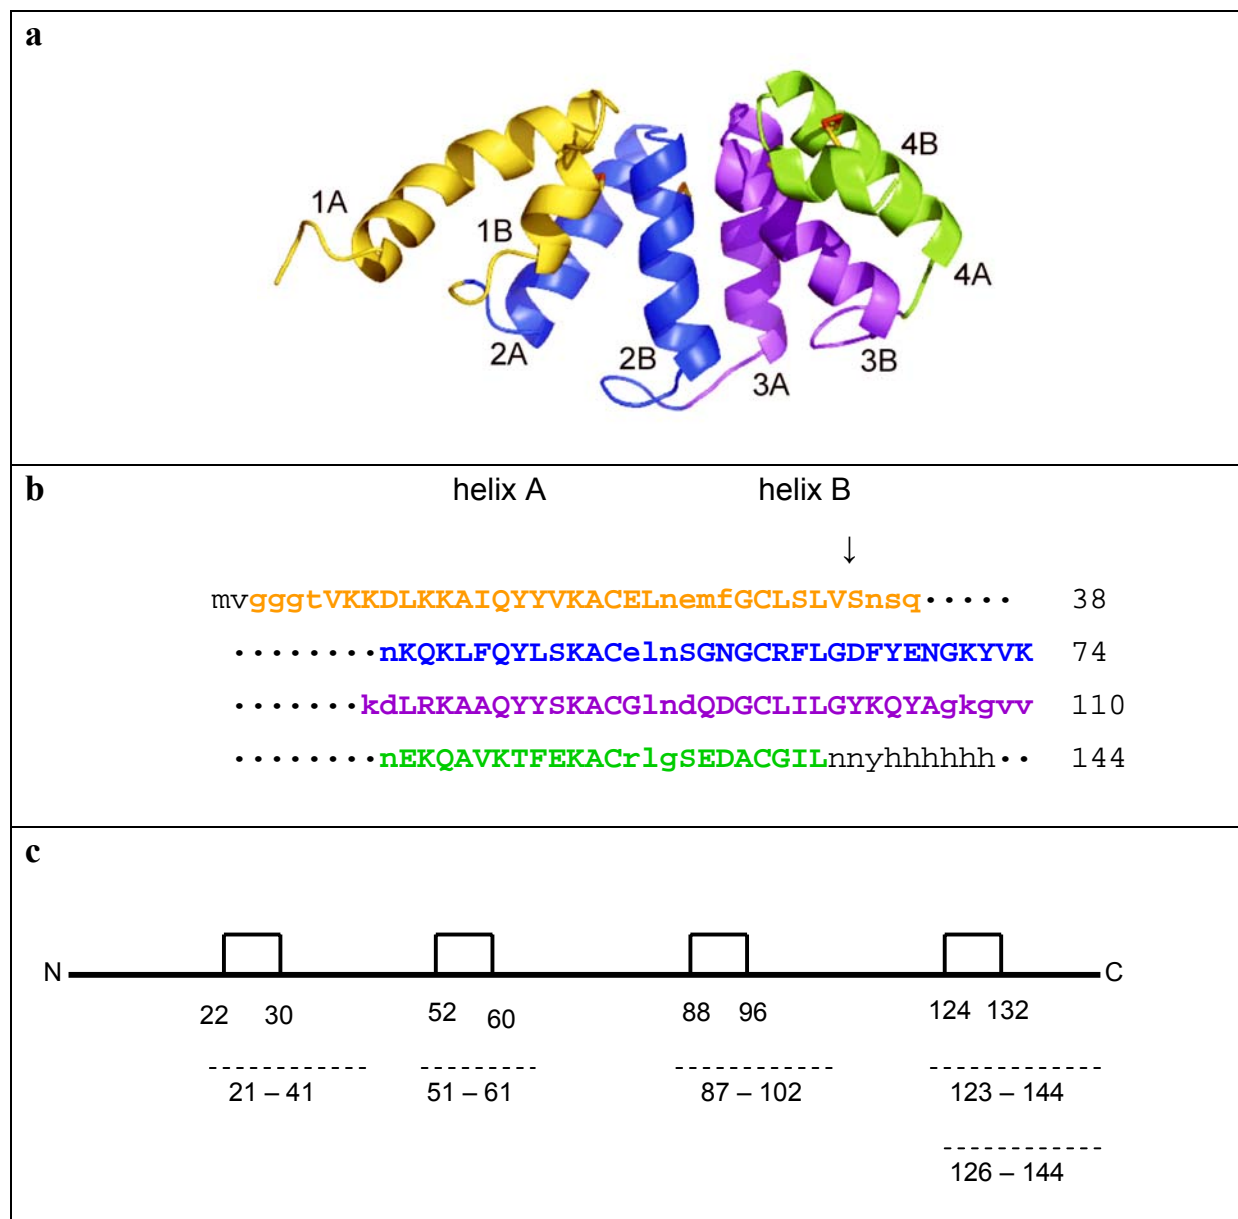 a
1A
1B
2A
2B
3A
3B
4B
4A
b
helix A helix B
↓
mvgggtVKKDLKKAIQYYVKACELnemfGCLSLVSnsq····· 38
········nKQKLFQYLSKACelnSGNGCRFLGDFYENGKYVK 74
·······kdLRKAAQYYSKACGlndQDGCLILGYKQYAgkgvv 110
········nEKQAVKTFEKACrlgSEDACGILnnyhhhhhh·· 144
c
N C
22 30 52 60 88 96 124 132
21 – 41 51 – 61 87 – 102 123 – 144
126 – 144